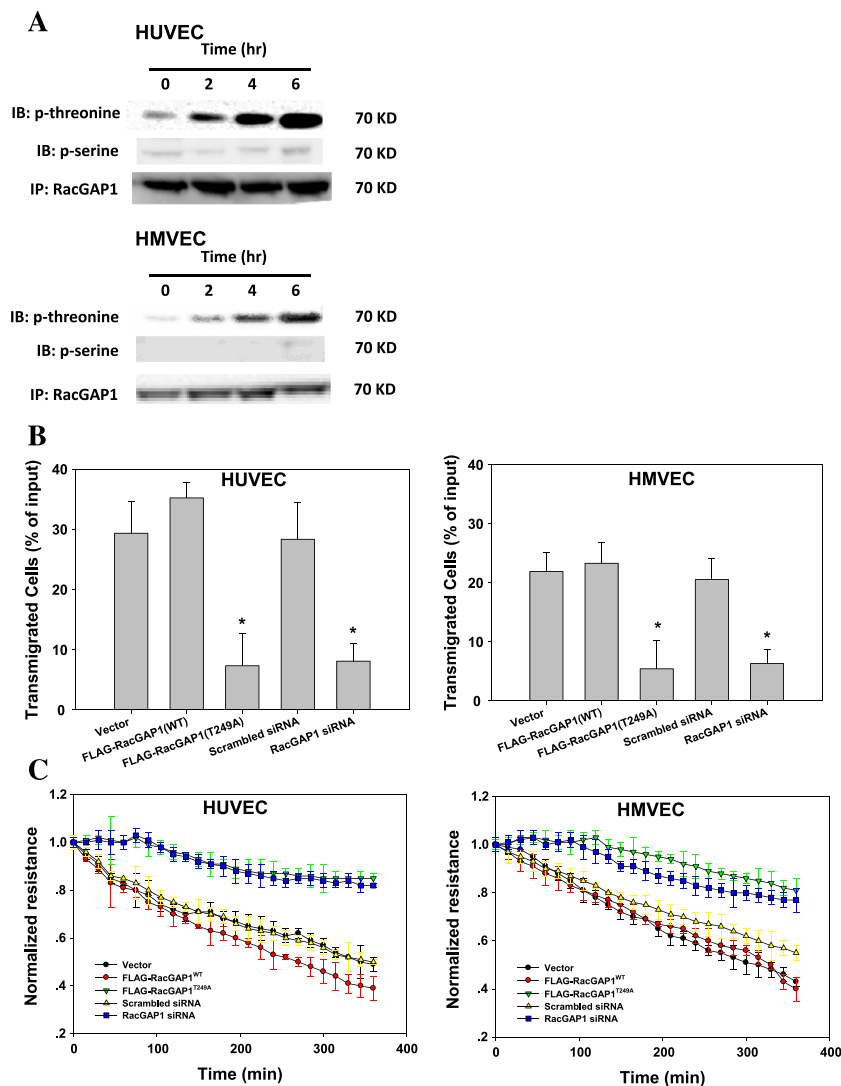 A
HUVEC
Time (hr)
0 2 4 6
IB: p-threonine 70 KD
IB: p-serine 70 KD
IP: RacGAP1 70 KD
HMVEC
Time (hr)
0 2 4 6
IB: p-threonine 70 KD
IB: p-serine 70 KD
IP: RacGAP1 70 KD
B
HUVEC
Transmigrated Cells (% of input)
40
30
20
10
0
*
*
Vector
FLAG-RacGAP1(WT)
FLAG-RacGAP1(T249A)
Scrambled siRNA
RacGAP1 siRNA
HMVEC
Transmigrated Cells (% of input)
40
30
20
10
0
*
*
Vector
FLAG-RacGAP1(WT)
FLAG-RacGAP1(T249A)
Scrambled siRNA
RacGAP1 siRNA
C
HUVEC
Normalized resistance
1.2
1.0
.8
.6
.4
.2
Vector
FLAG-RacGAP1WT
FLAG-RacGAP1T249A
Scrambled siRNA
RacGAP1 siRNA
0 100 200 300 400
Time (min)
HMVEC
Normalized resistance
1.2
1.0
.8
.6
.4
.2
Vector
FLAG-RacGAP1WT
FLAG-RacGAP1T249A
Scrambled siRNA
RacGAP1 siRNA
0 100 200 300 400
Time (min)